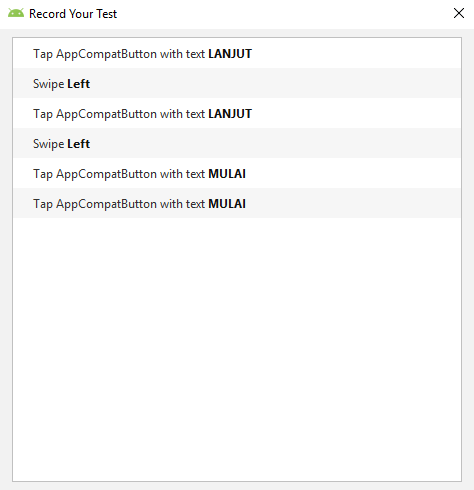 Record Your Test
Tap AppCompatButton with text LANJUT
Swipe Left
Tap AppCompatButton with text LANJUT
Swipe Left
Tap AppCompatButton with text MULAI
Tap AppCompatButton with text MULAI